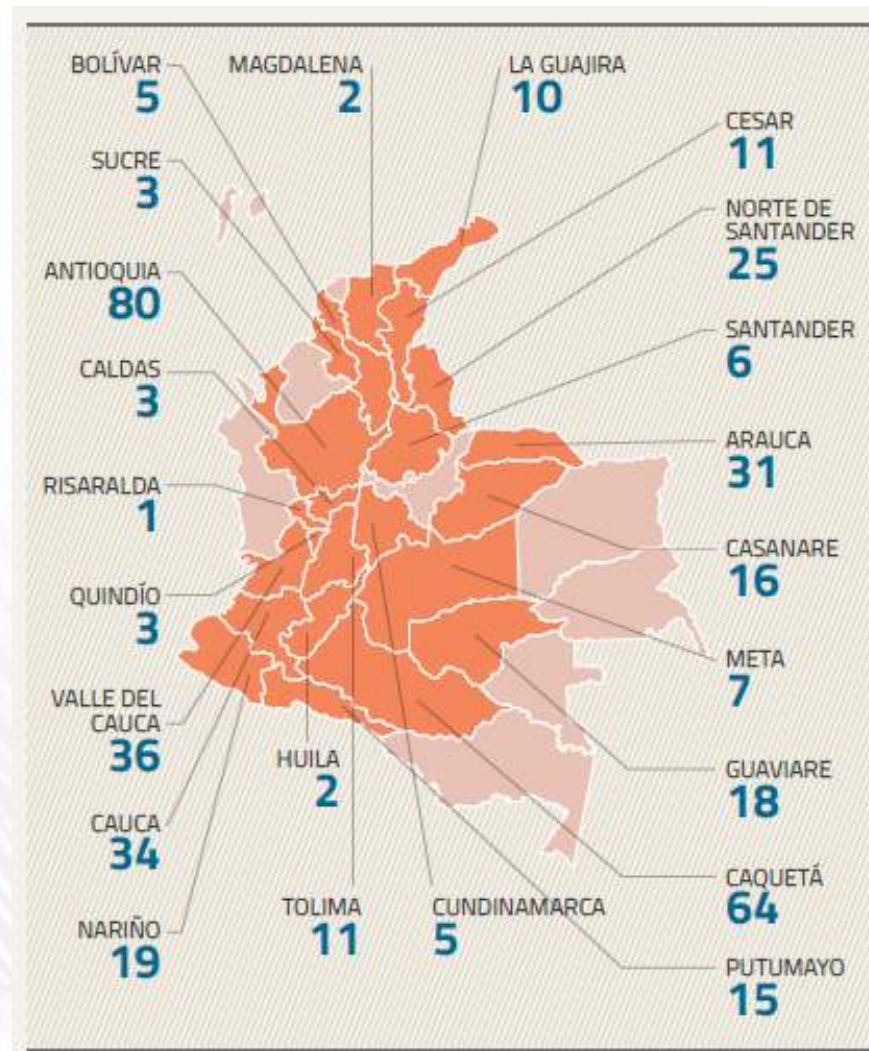 BOLÍVAR
5
MAGDALENA
2
LA GUAJIRA
10
CESAR
11
SUCRE
3
NORTE DE
SANTANDER
25
ANTIOQUIA
80
SANTANDER
6
CALDAS
3
ARAUCA
31
RISARALDA
1
CASANARE
16
QUINDÍO
3
META
7
VALLE DEL
CAUCA
36
HUILA
2
GUAVIARE
18
CAUCA
34
CAQUETÁ
64
NARIÑO
19
TOLIMA
11
CUNDINAMARCA
5
PUTUMAYO
15